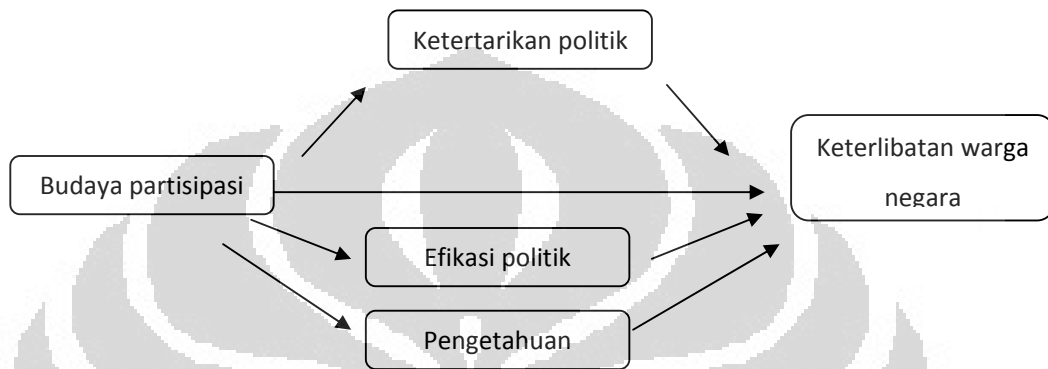 Ketertarikan politik
Budaya partisipasi
Keterlibatan warga
negara
Efikasi politik
Pengetahuan